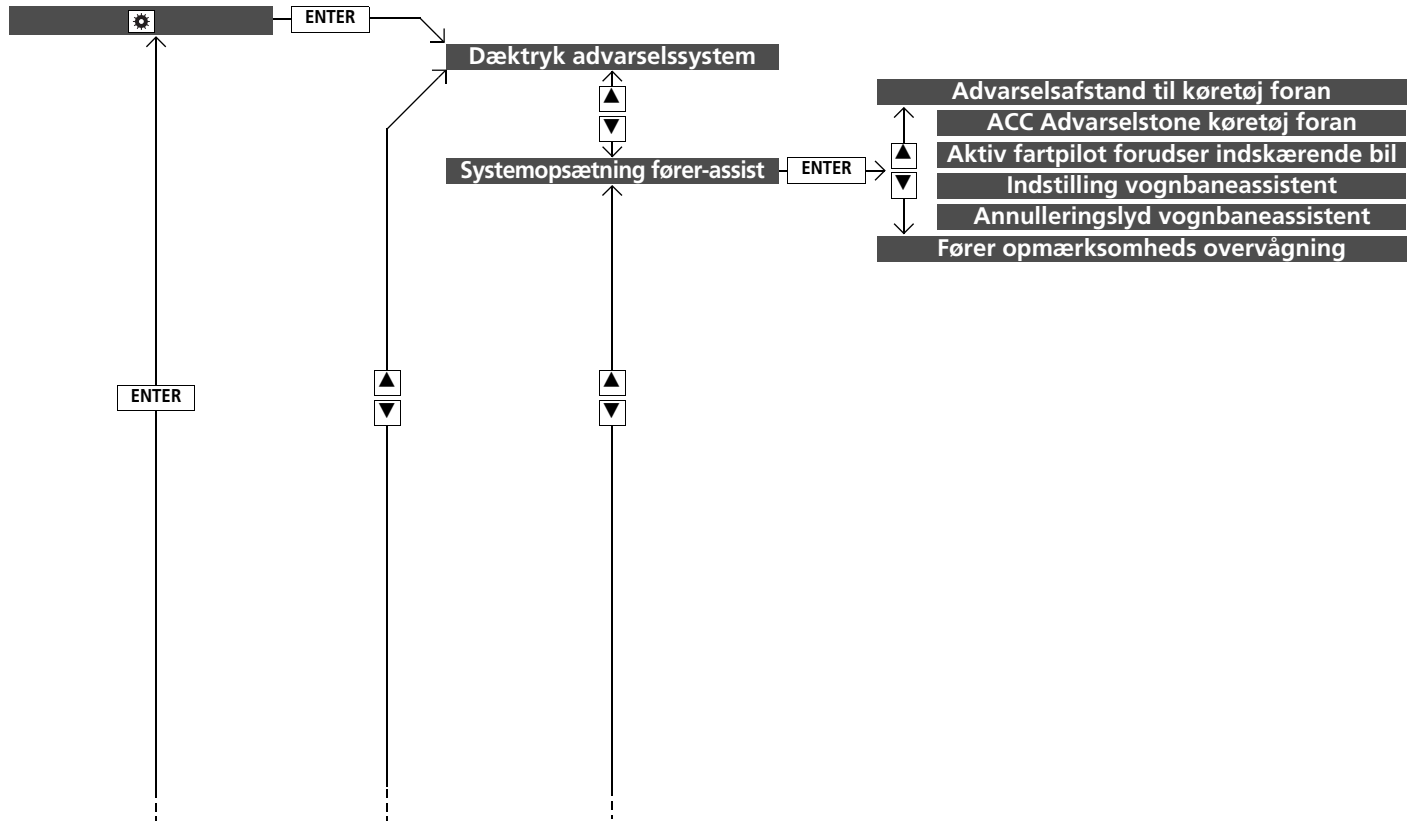 ENTER
Dæktryk advarselssystem
Advarselsafstand til køretøj foran
ACC Advarselstone køretøj foran
Aktiv fartpilot forudser indskærende bil
Systemopsætning fører-assist
ENTER
Indstilling vognbaneassistent
Annulleringslyd vognbaneassistent
Fører opmærksomheds overvågning
ENTER